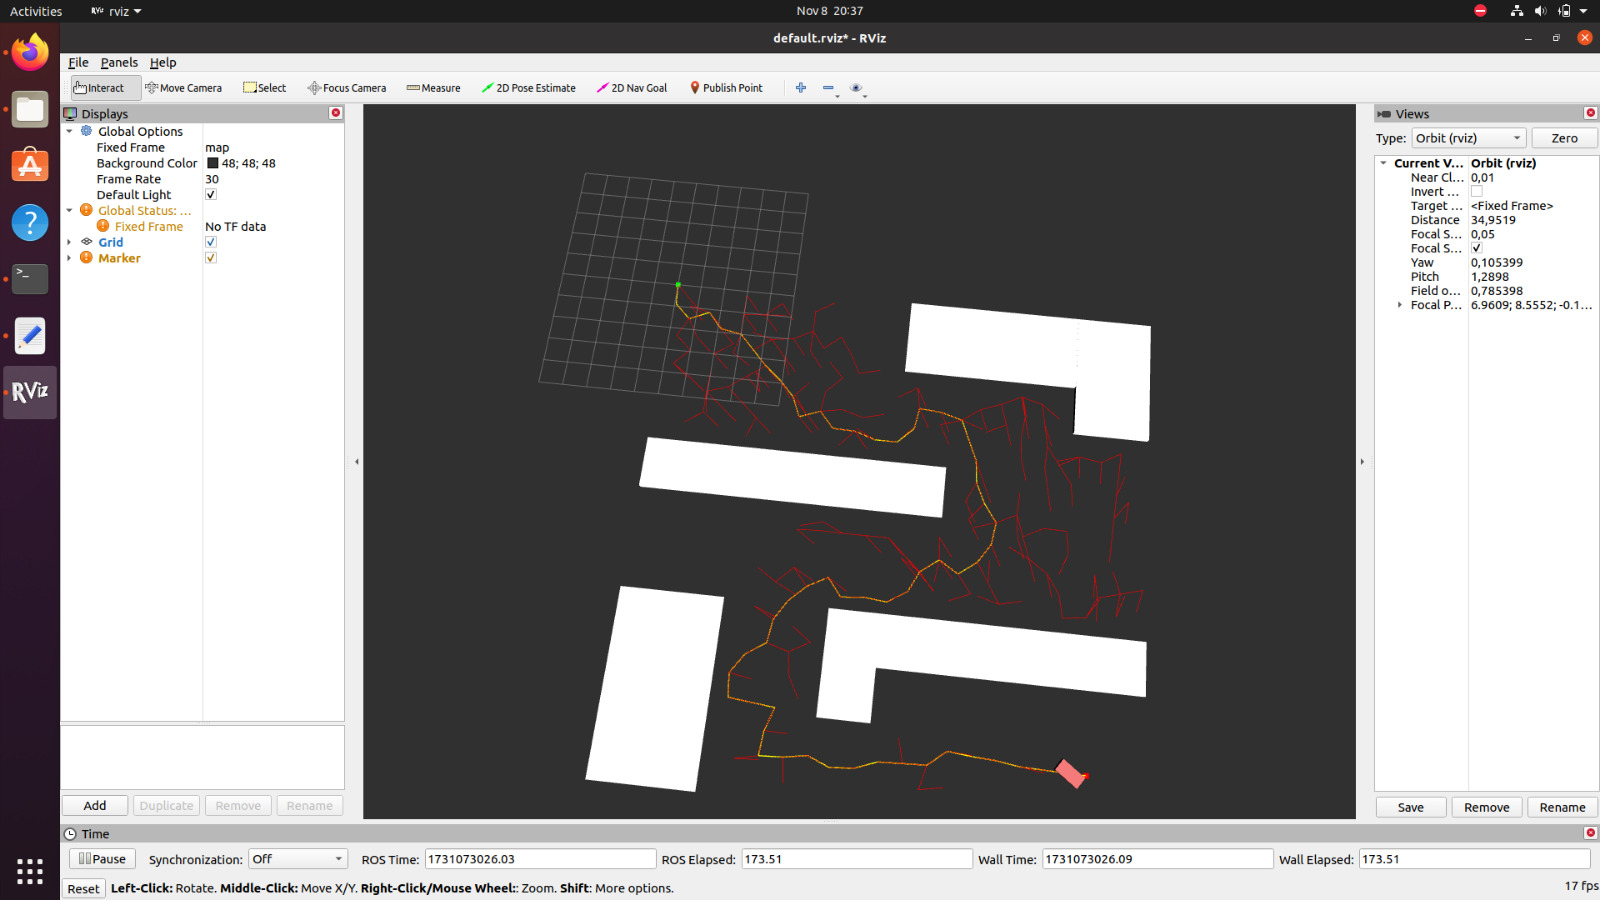 Activities
RViz rviz
Nov 8 20:37
default.rviz* - RViz
File Panels Help
Interact Move Camera Select Focus Camera Measure 2D Pose Estimate 2D Nav Goal Publish Point
Displays
Global Options
Fixed Frame map
Background Color 48; 48; 48
Frame Rate 30
Default Light
Global Status: ...
Fixed Frame No TF data
Grid
Marker
Add Duplicate Remove Rename
Views
Type: Orbit (rviz) Zero
Current V... Orbit (rviz)
Near Cl... 0,01
Invert ...
Target ... <Fixed Frame>
Distance 34,9519
Focal S... 0,05
Focal S...
Yaw 0,105399
Pitch 1,2898
Field o... 0,785398
Focal P... 6.9609; 8.5552; -0.1...
Save Remove Rename
RViz
Time
Pause Synchronization: Off ROS Time: 1731073026.03 ROS Elapsed: 173.51 Wall Time: 1731073026.09 Wall Elapsed: 173.51
Reset Left-Click: Rotate. Middle-Click: Move X/Y. Right-Click/Mouse Wheel:: Zoom. Shift: More options. 17 fps